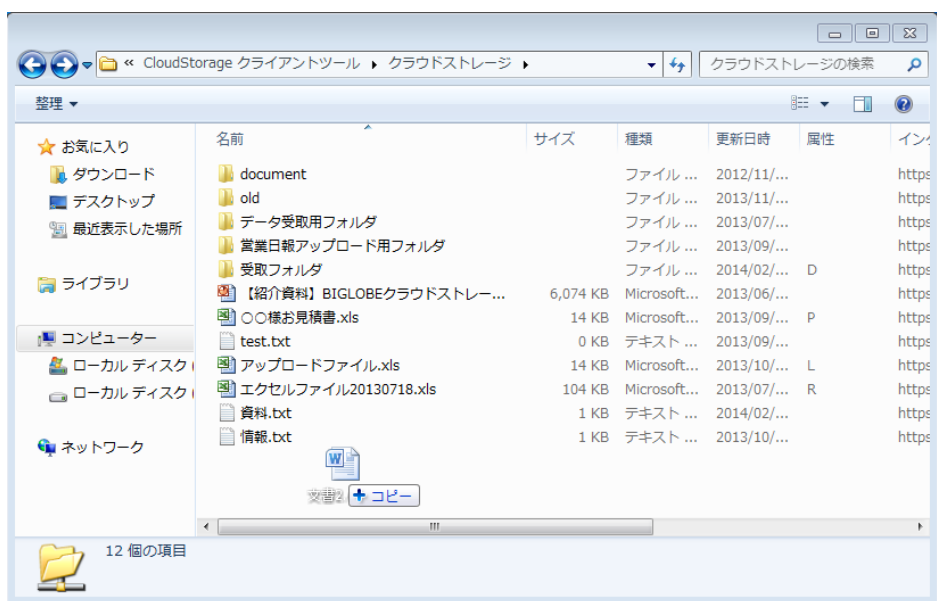 « CloudStorage クライアントツール ▸ クラウドストレージ ▸ クラウドストレージの検索
整理 ▼
お気に入り
ダウンロード
デスクトップ
最近表示した場所
ライブラリ
コンピューター
ローカル ディスク (
ローカル ディスク (
ネットワーク
名前 サイズ 種類 更新日時 属性 イン
document ファイル ... 2012/11/... https
old ファイル ... 2013/11/... https
データ受取用フォルダ ファイル ... 2013/07/... https
営業日報アップロード用フォルダ ファイル ... 2013/09/... https
受取フォルダ ファイル ... 2014/02/... D https
【紹介資料】BIGLOBEクラウドストレー... 6,074 KB Microsoft... 2013/06/... https
○○様お見積書.xls 14 KB Microsoft... 2013/09/... P https
test.txt 0 KB テキスト ... 2013/09/... https
アップロードファイル.xls 14 KB Microsoft... 2013/10/... L https
エクセルファイル20130718.xls 104 KB Microsoft... 2013/07/... R https
資料.txt 1 KB テキスト ... 2014/02/... https
情報.txt 1 KB テキスト ... 2013/10/... https
文書2 コピー
12 個の項目